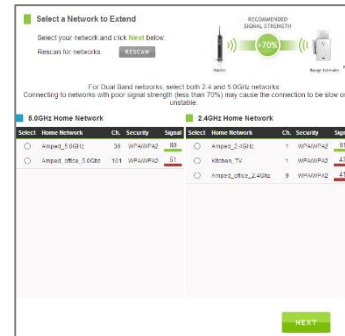 Select a Network to Extend
RECOMMENDED
SIGNAL STRENGTH
Select your network and click Next below.
Rescan for networks RESCAN
>70%
Router Range Extender
For Dual Band networks, select both 2.4 and 5.0GHz networks.
Connecting to networks with poor signal strength (less than 70%) may cause the connection to be slow or
unstable.
5.0GHz Home Network 2.4GHz Home Network
Select Home Network Ch. Security Signal Select Home Network Ch. Security
Amped_5.0GHz WPA/WPA2 Amped_2.4GHz 1 WPA/WPA2
Amped_office_5.0Ghz 161 WPA/WPA2 51 Kitchen_TV 1 WPA/WPA2
Amped_office_2.4Ghz 9 WPA/WPA2
NEXT